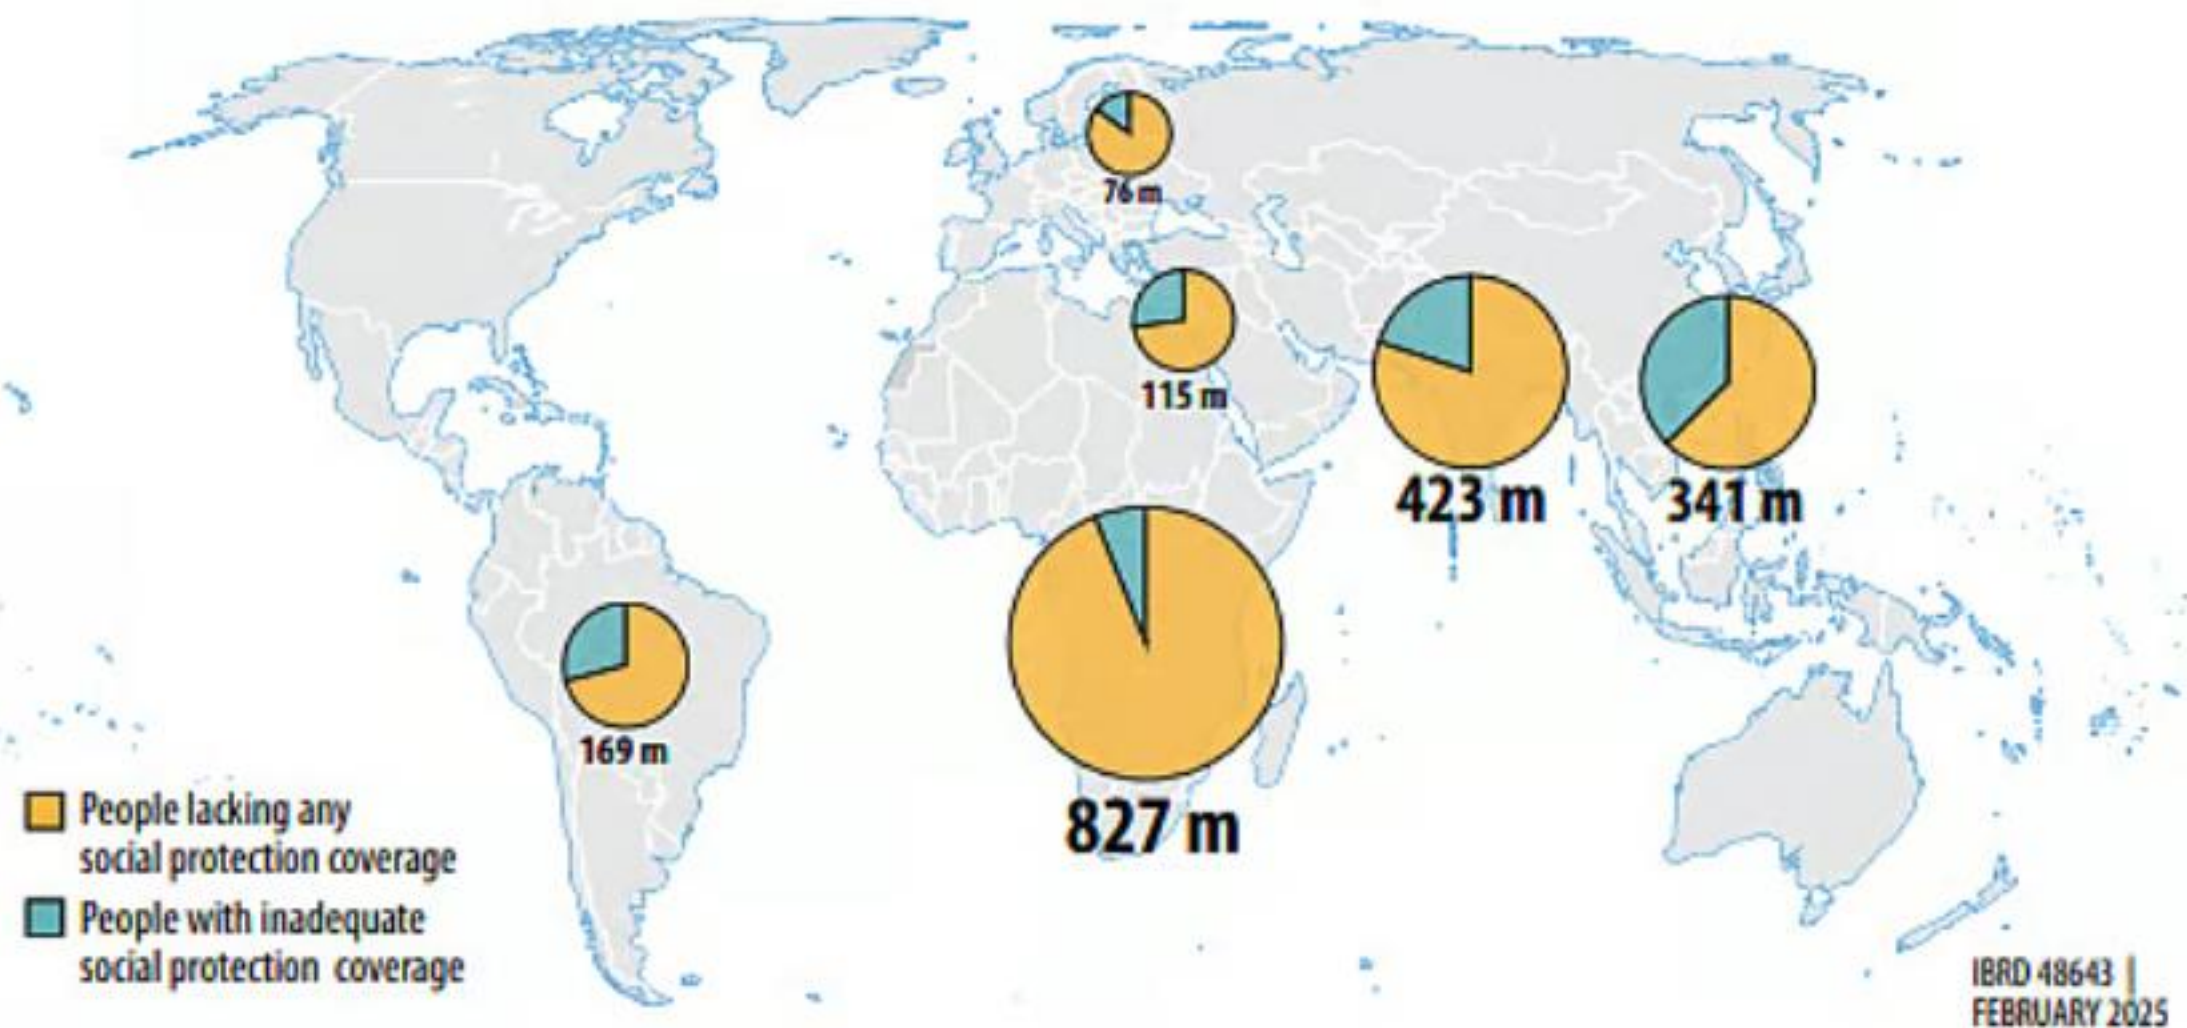 76 m
115 m
423 m
341 m
827 m
169 m
People lacking any
social protection coverage
People with inadequate
social protection coverage
IBRD 48643 |
FEBRUARY 2025